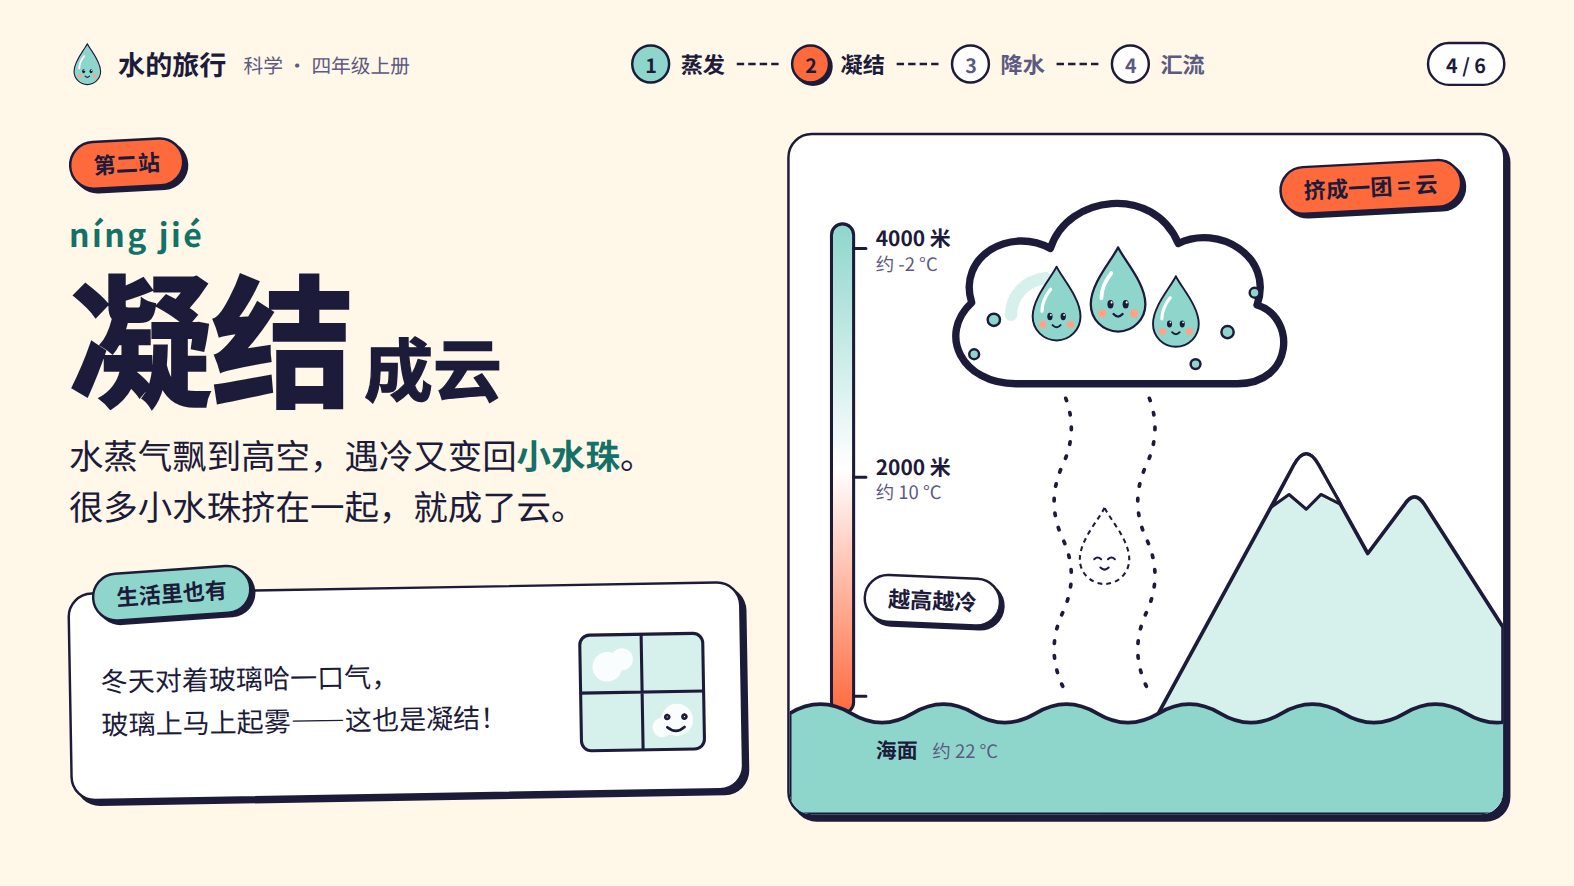 水的旅行 科学 · 四年级上册
1 蒸发 2 凝结 3 降水 4 汇流
4 / 6
第二站
níng jié
凝结 成云
水蒸气飘到高空，遇冷又变回小水珠。
很多小水珠挤在一起，就成了云。
生活里也有
冬天对着玻璃哈一口气，
玻璃上马上起雾——这也是凝结！
挤成一团 = 云
4000 米
约 -2 °C
2000 米
约 10 °C
越高越冷
海面 约 22 °C